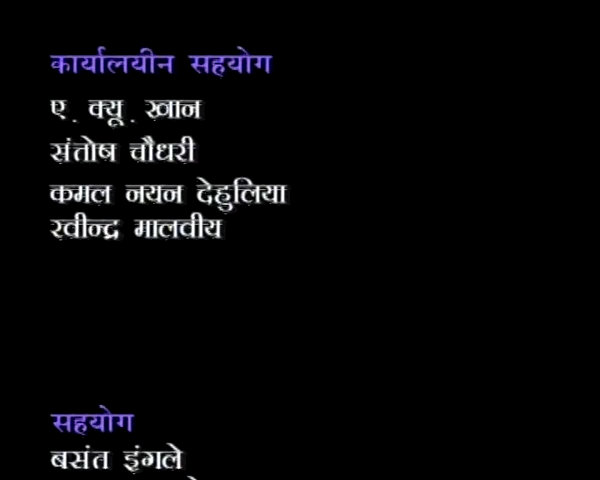 कार्यालयीन सहयोग
ए . क्यू . खान
संतोष चौधरी
कमल नयन देहुलिया
रवीन्द्र मालवीय
सहयोग
बसंत इंगले